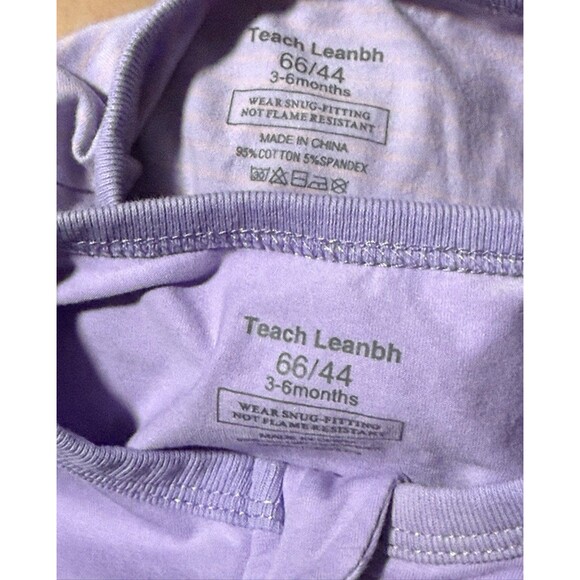 Teach Leanbh
66/44
3-6months
WEAR SNUG-FITTING
NOT FLAME RESISTANT
MADE IN CHINA
95%COTTON 5%SPANDEX
Teach Leanbh
66/44
3-6months
WEAR SNUG-FITTING
NOT FLAME RESISTANT